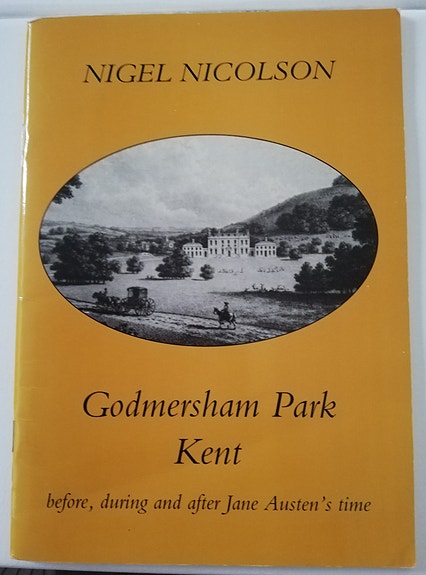 NIGEL NICOLSON
Godmersham Park
Kent
before, during and after Jane Austen's time